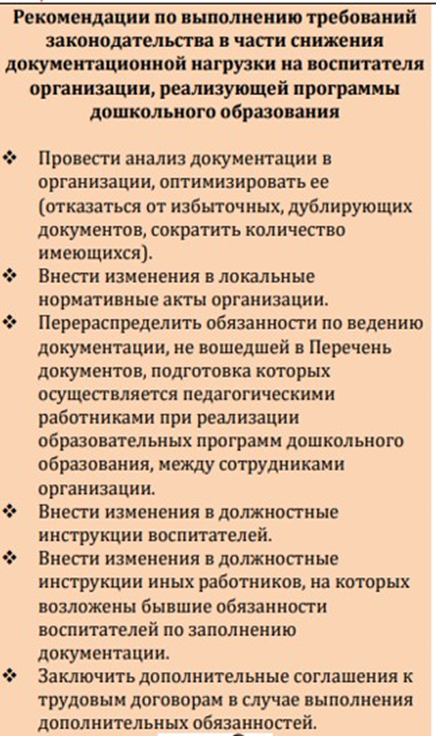 Рекомендации по выполнению требований
законодательства в части снижения
документационной нагрузки на воспитателя
организации, реализующей программы
дошкольного образования
❖ Провести анализ документации в
организации, оптимизировать ее
(отказаться от избыточных, дублирующих
документов, сократить количество
имеющихся).
❖ Внести изменения в локальные
нормативные акты организации.
❖ Перераспределить обязанности по ведению
документации, не вошедшей в Перечень
документов, подготовка которых
осуществляется педагогическими
работниками при реализации
образовательных программ дошкольного
образования, между сотрудниками
организации.
❖ Внести изменения в должностные
инструкции воспитателей.
❖ Внести изменения в должностные
инструкции иных работников, на которых
возложены бывшие обязанности
воспитателей по заполнению
документации.
❖ Заключить дополнительные соглашения к
трудовым договорам в случае выполнения
дополнительных обязанностей.